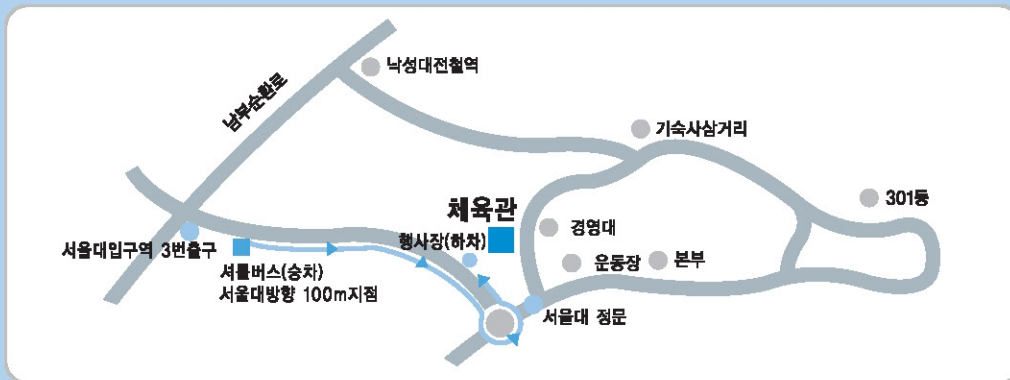 낙성대전철역
남부순환로
기숙사삼거리
301동
체육관
행사장(하차)
경영대
운동장
본부
서울대입구역 3번출구
셔틀버스(승차)
서울대방향 100m지점
서울대 정문